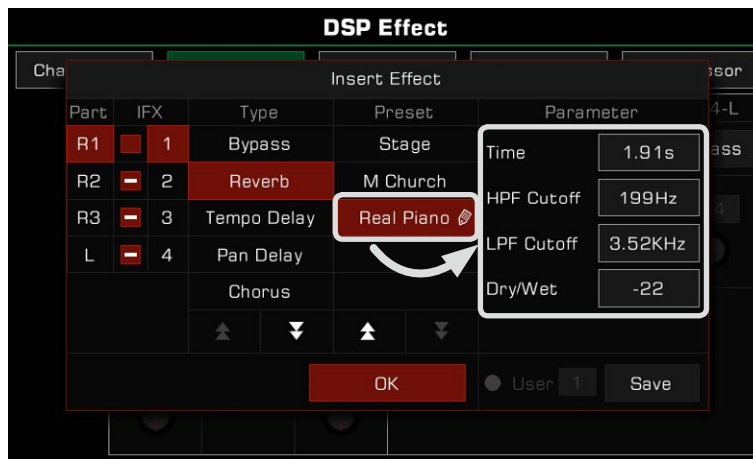 DSP Effect
Cha
ssor
Insert Effect
Part IFX Type Preset Parameter
4-L
R1 1 Bypass Stage Time 1.91s
ass
R2 2 Reverb M Church HPF Cutoff 199Hz
R3 3 Tempo Delay Real Piano LPF Cutoff 3.52KHz
4
L 4 Pan Delay Dry/Wet -22
Chorus
OK User 1 Save